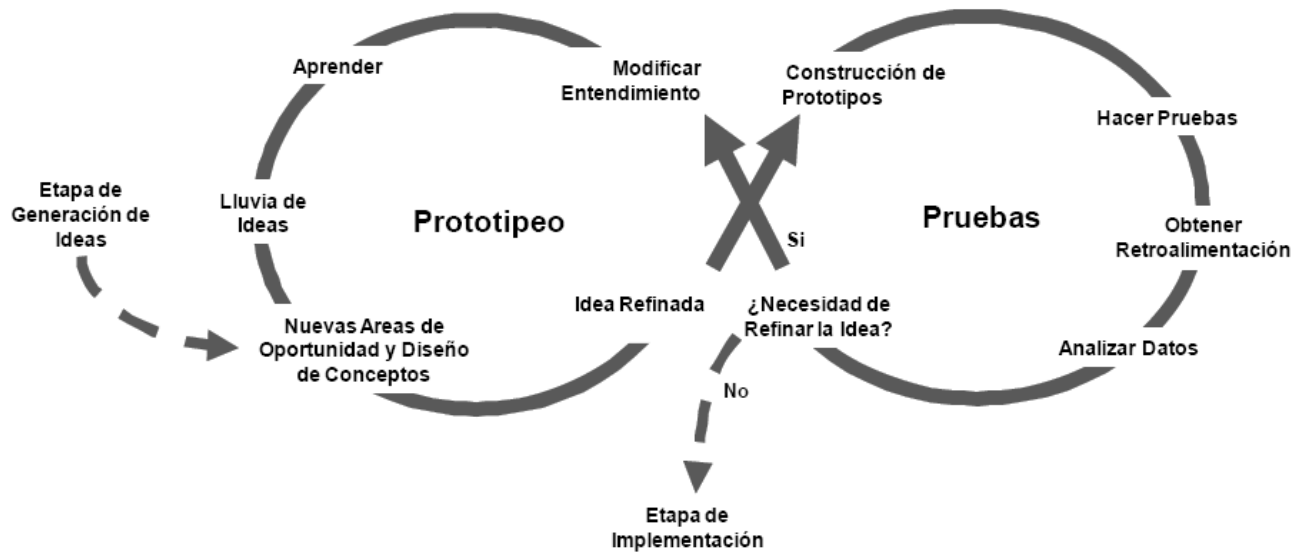 Aprender
Modificar
Entendimiento
Construcción de
Prototipos
Hacer Pruebas
Etapa de
Generación de
Ideas
Lluvia de
Ideas
Prototipeo
Pruebas
Si
Obtener
Retroalimentación
Idea Refinada
¿Necesidad de
Refinar la Idea?
Nuevas Areas de
Oportunidad y Diseño
de Conceptos
Analizar Datos
No
Etapa de
Implementación